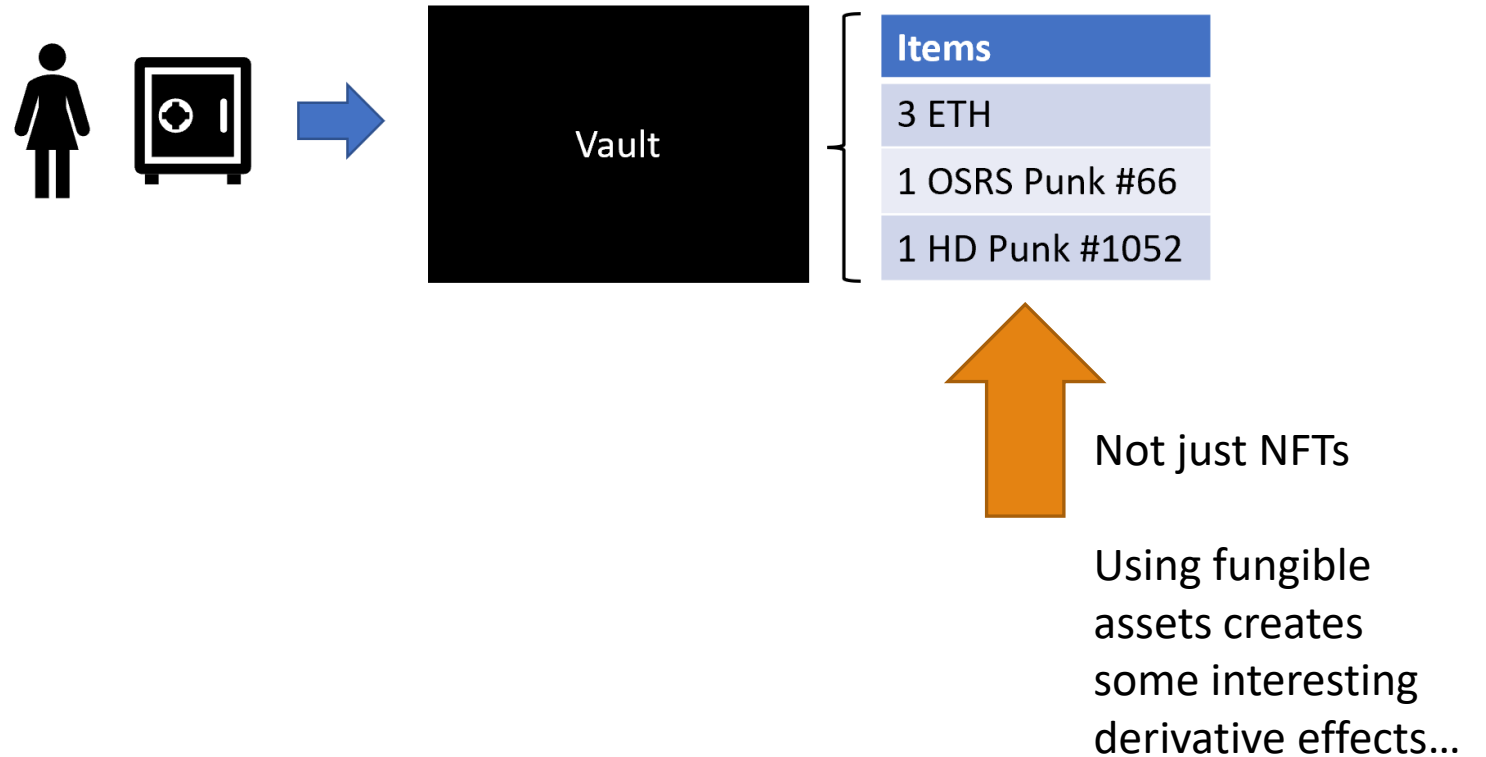 Vault
Items
3 ETH
1 OSRS Punk #66
1 HD Punk #1052
Not just NFTs
Using fungible
assets creates
some interesting
derivative effects…